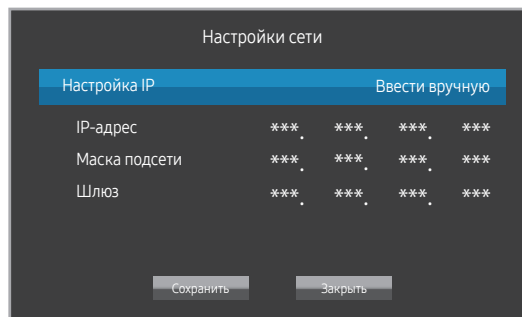 Настройки сети
Настройка IP Ввести вручную
IP-адрес ***. ***. ***. ***
Маска подсети ***. ***. ***. ***
Шлюз ***. ***. ***. ***
Сохранить Закрыть